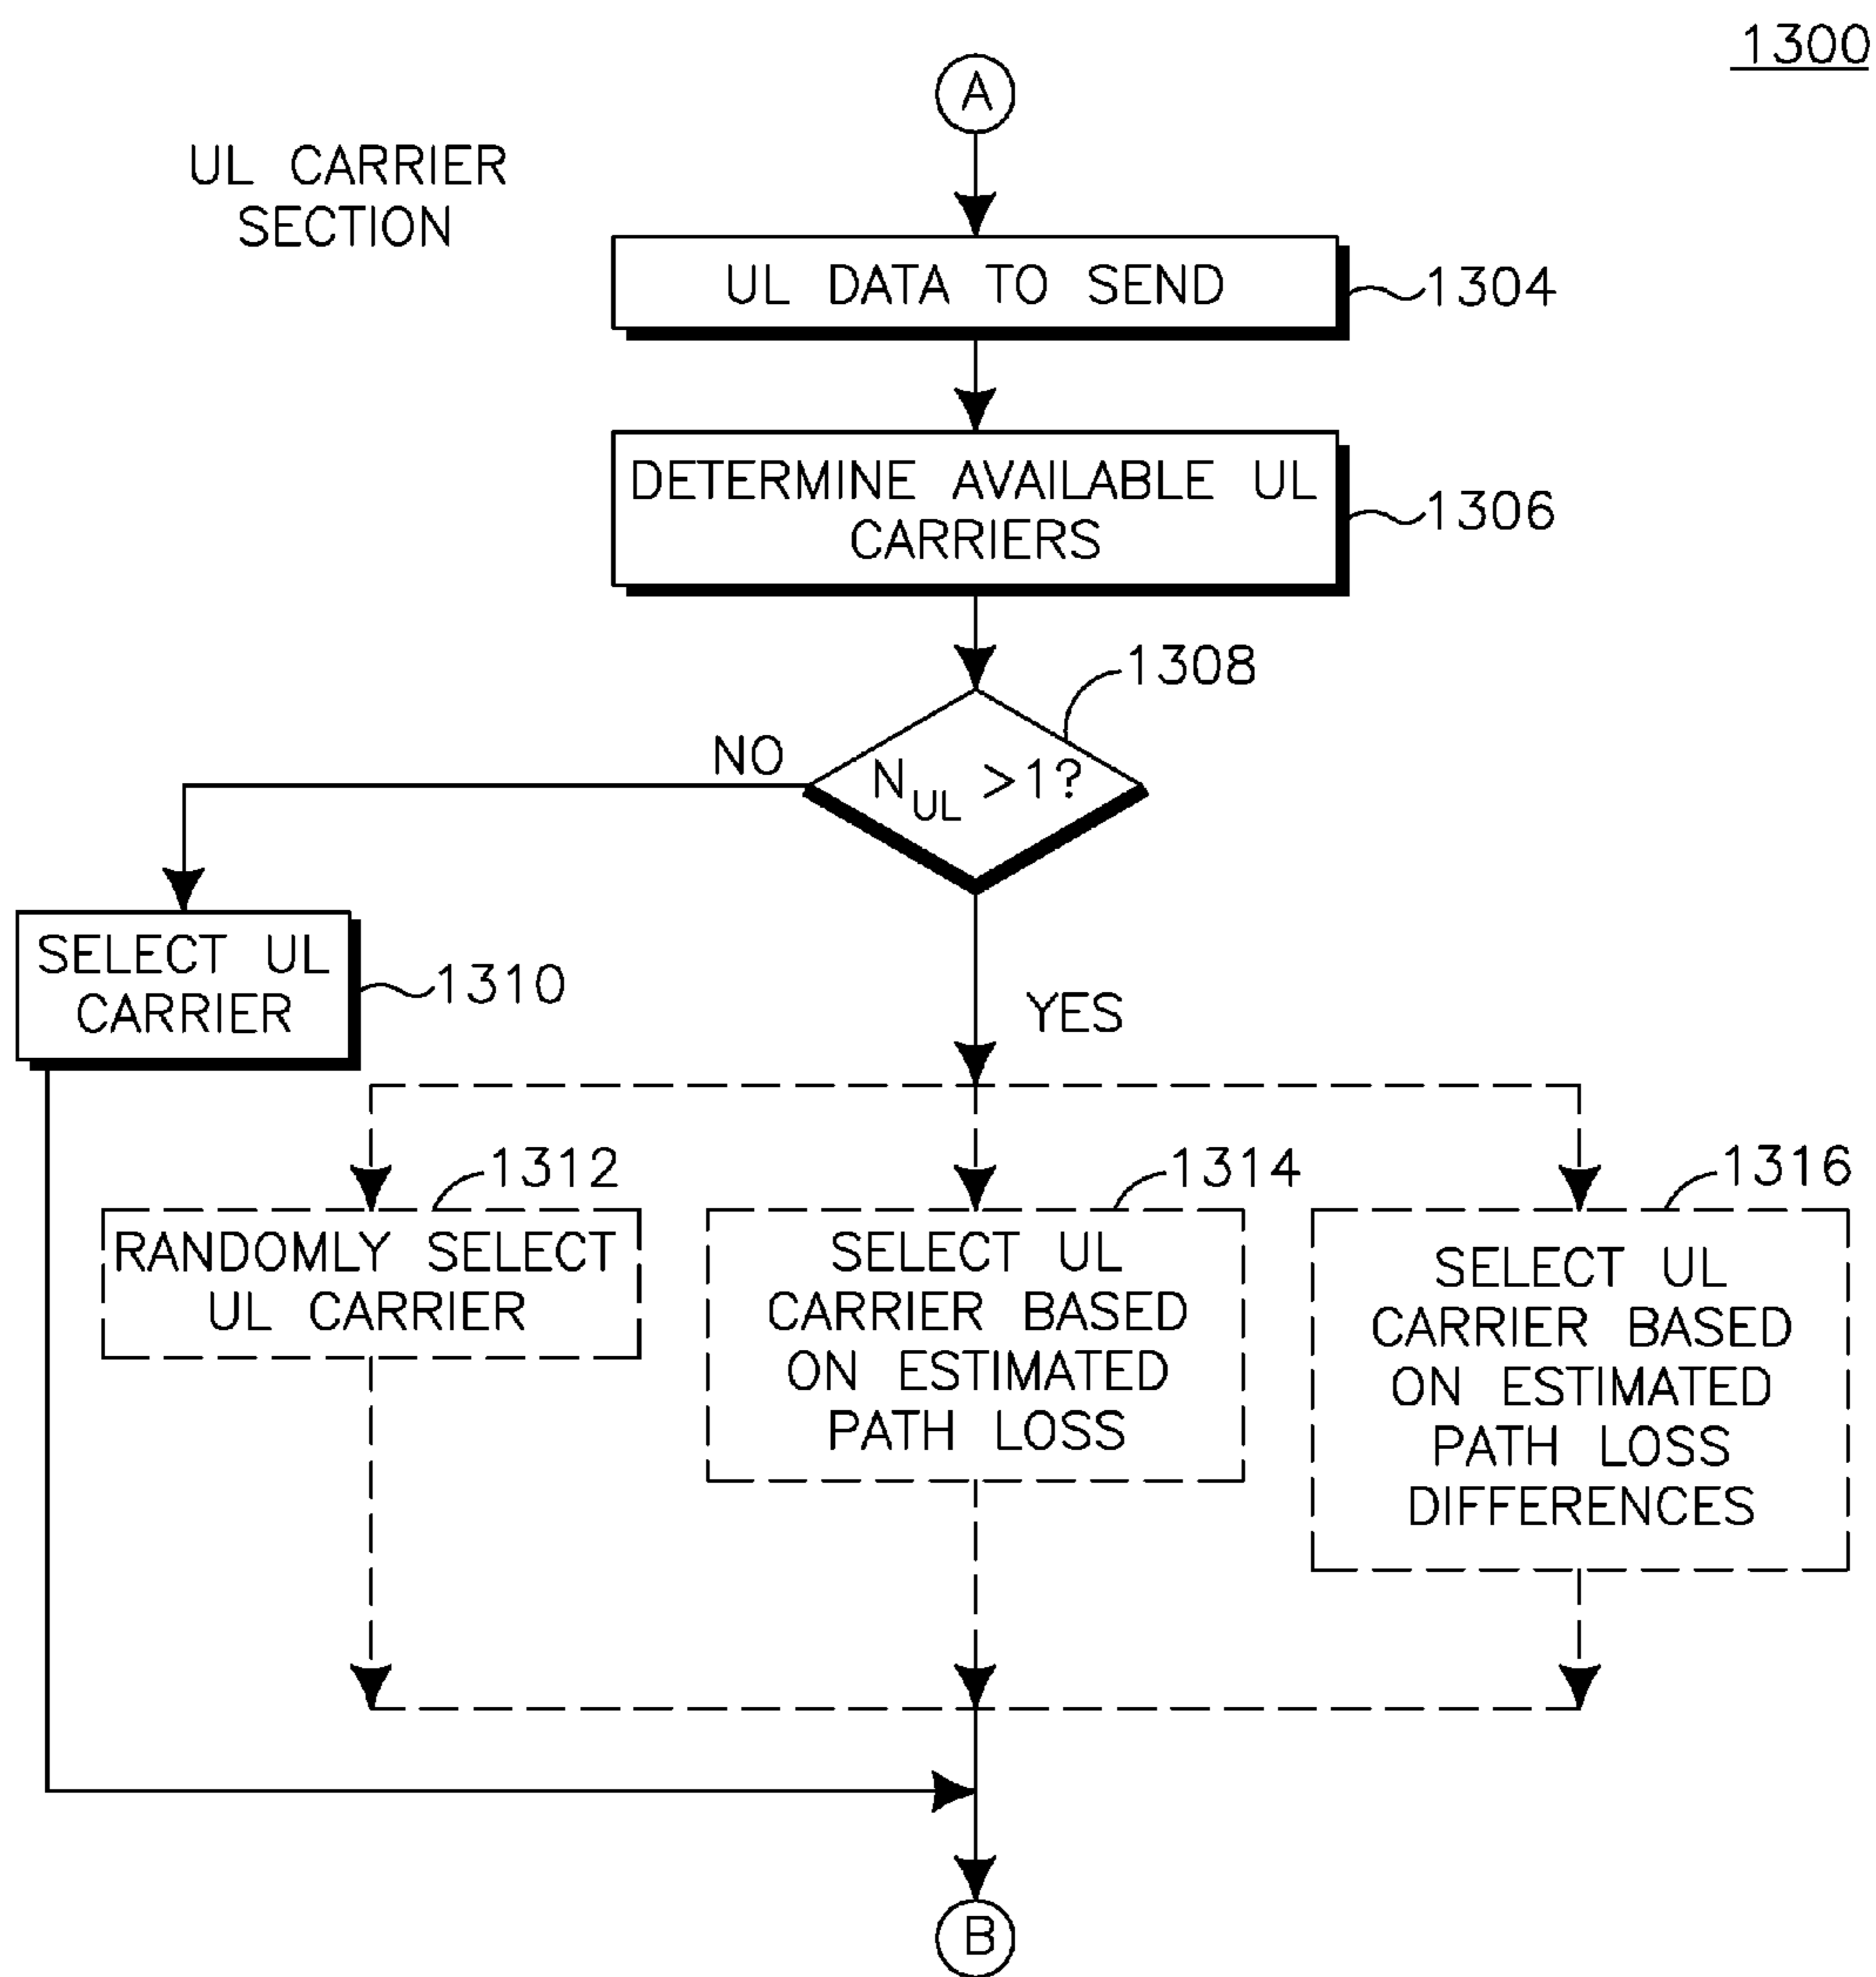 1300
A
UL CARRIER
SECTION
UL DATA TO SEND
1304
DETERMINE AVAILABLE UL
CARRIERS
1306
1308
NO
N_UL >1?
SELECT UL
CARRIER
1310
YES
1312
RANDOMLY SELECT
UL CARRIER
1314
SELECT UL
CARRIER BASED
ON ESTIMATED
PATH LOSS
1316
SELECT UL
CARRIER BASED
ON ESTIMATED
PATH LOSS
DIFFERENCES
B